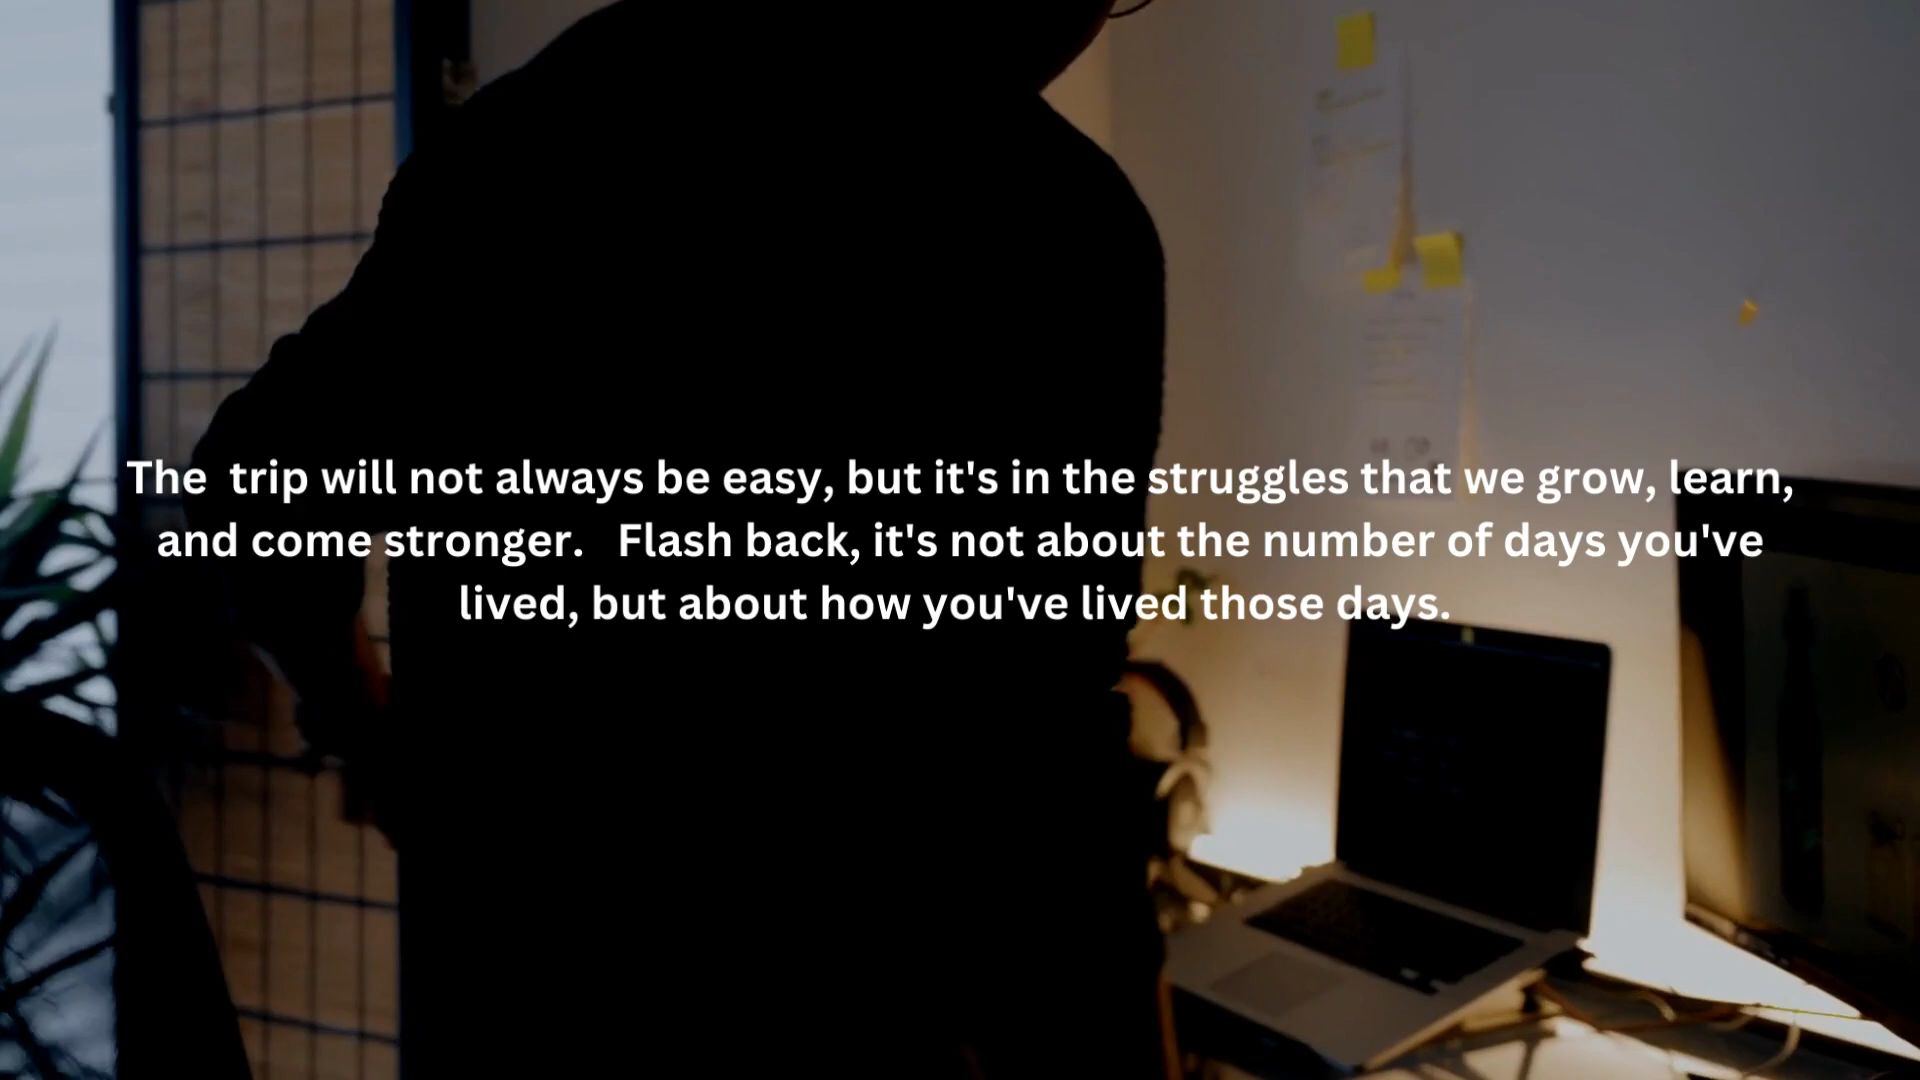 The  trip will not always be easy, but it's in the struggles that we grow, learn,
and come stronger.   Flash back, it's not about the number of days you've
lived, but about how you've lived those days.